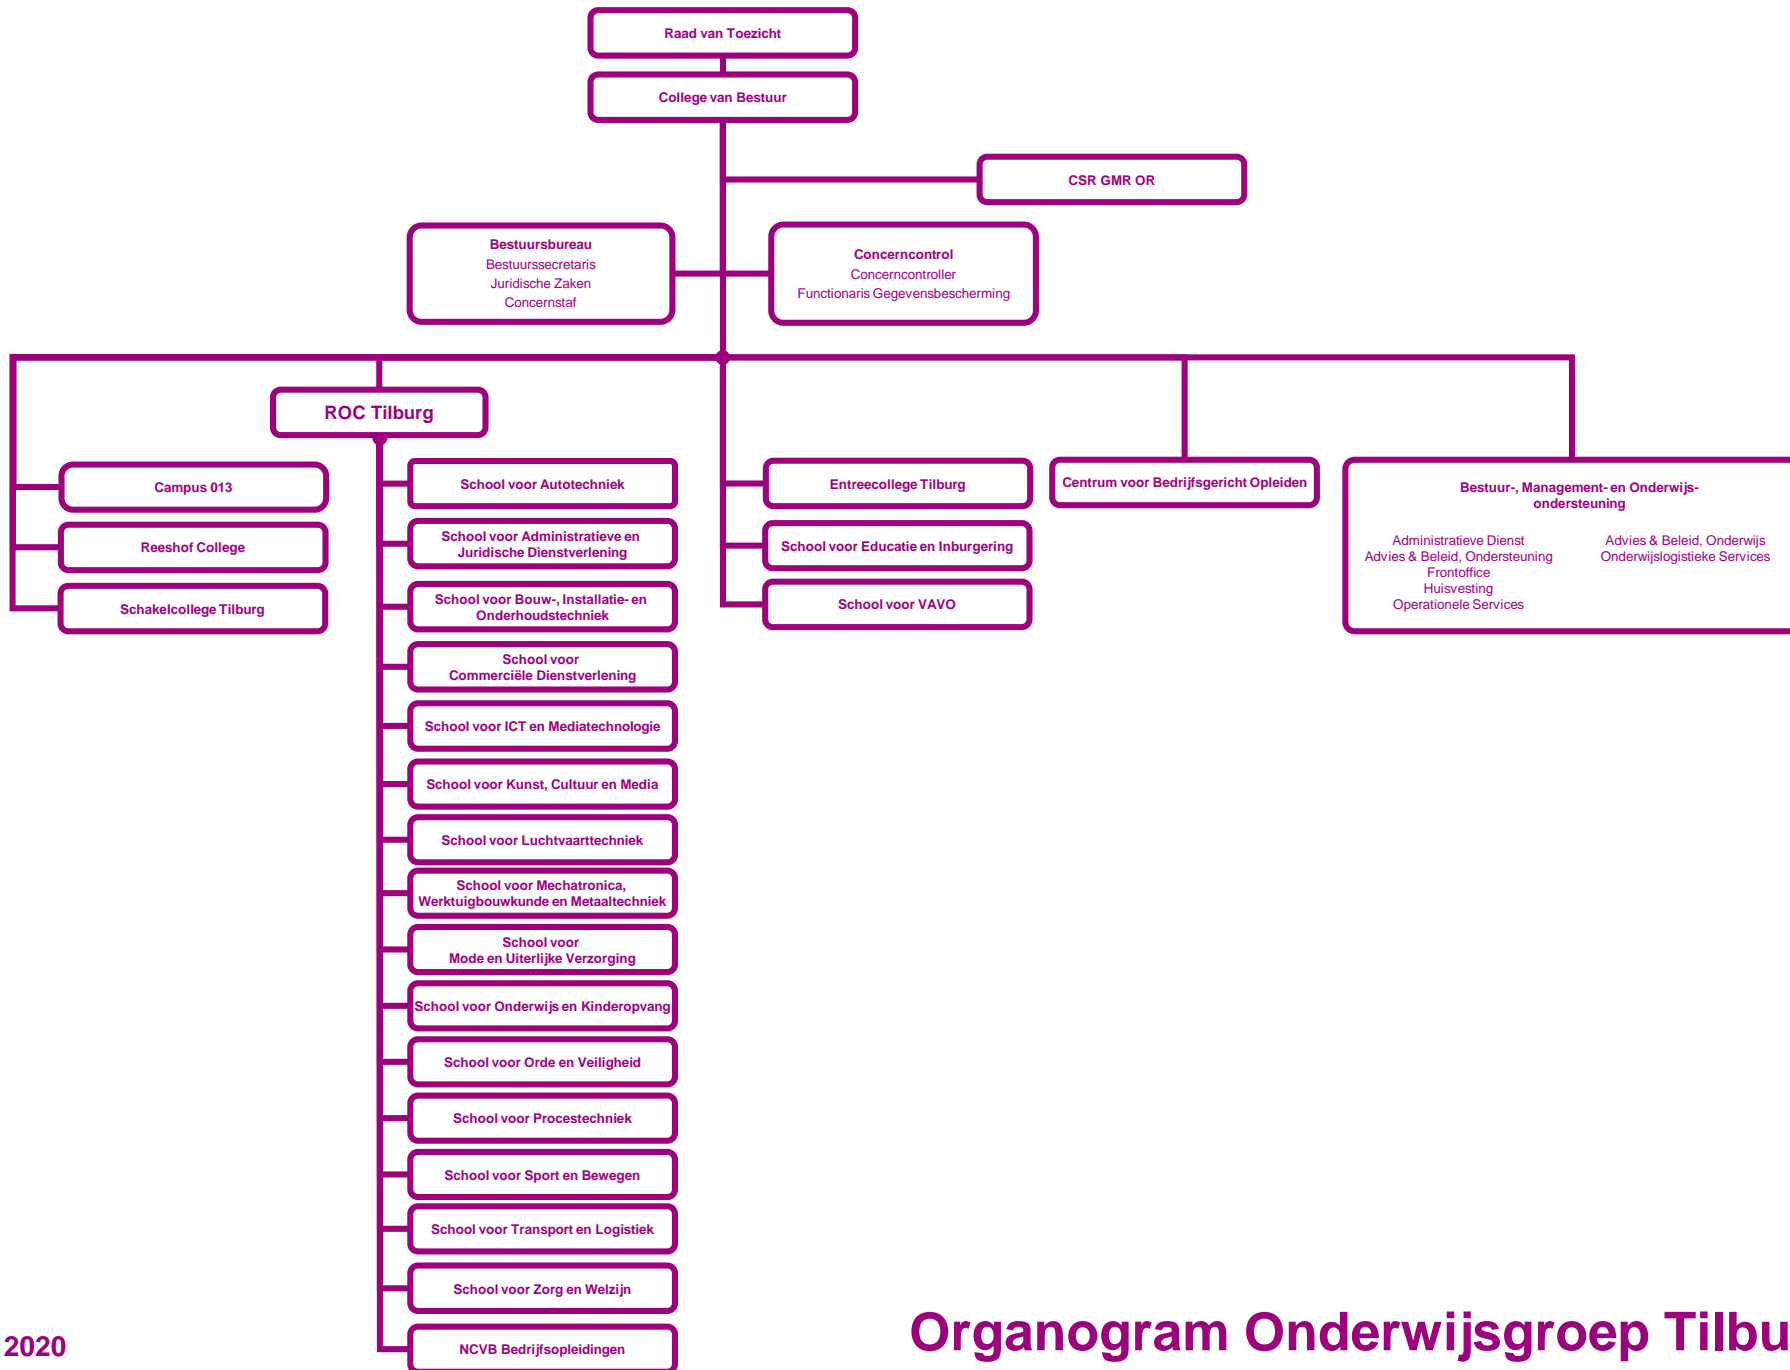 Raad van Toezicht
College van Bestuur
CSR GMR OR
Bestuursbureau
Bestuurssecretaris
Juridische Zaken
Concernstaf
Concerncontrol
Concerncontroller
Functionaris Gegevensbescherming
ROC Tilburg
Campus 013
Reeshof College
Schakelcollege Tilburg
School voor Autotechniek
School voor Administratieve en
Juridische Dienstverlening
School voor Bouw-, Installatie- en
Onderhoudstechniek
School voor
Commerciële Dienstverlening
School voor ICT en Mediatechnologie
School voor Kunst, Cultuur en Media
School voor Luchtvaarttechniek
School voor Mechatronica,
Werktuigbouwkunde en Metaaltechniek
School voor
Mode en Uiterlijke Verzorging
School voor Onderwijs en Kinderopvang
School voor Orde en Veiligheid
School voor Procestechniek
School voor Sport en Bewegen
School voor Transport en Logistiek
School voor Zorg en Welzijn
NCVB Bedrijfsopleidingen
Entreecollege Tilburg
School voor Educatie en Inburgering
School voor VAVO
Centrum voor Bedrijfsgericht Opleiden
Bestuur-, Management- en Onderwijs-
ondersteuning
Administratieve Dienst
Advies & Beleid, Ondersteuning
Frontoffice
Huisvesting
Operationele Services
Advies & Beleid, Onderwijs
Onderwijslogistieke Services
2020
Organogram Onderwijsgroep Tilbu